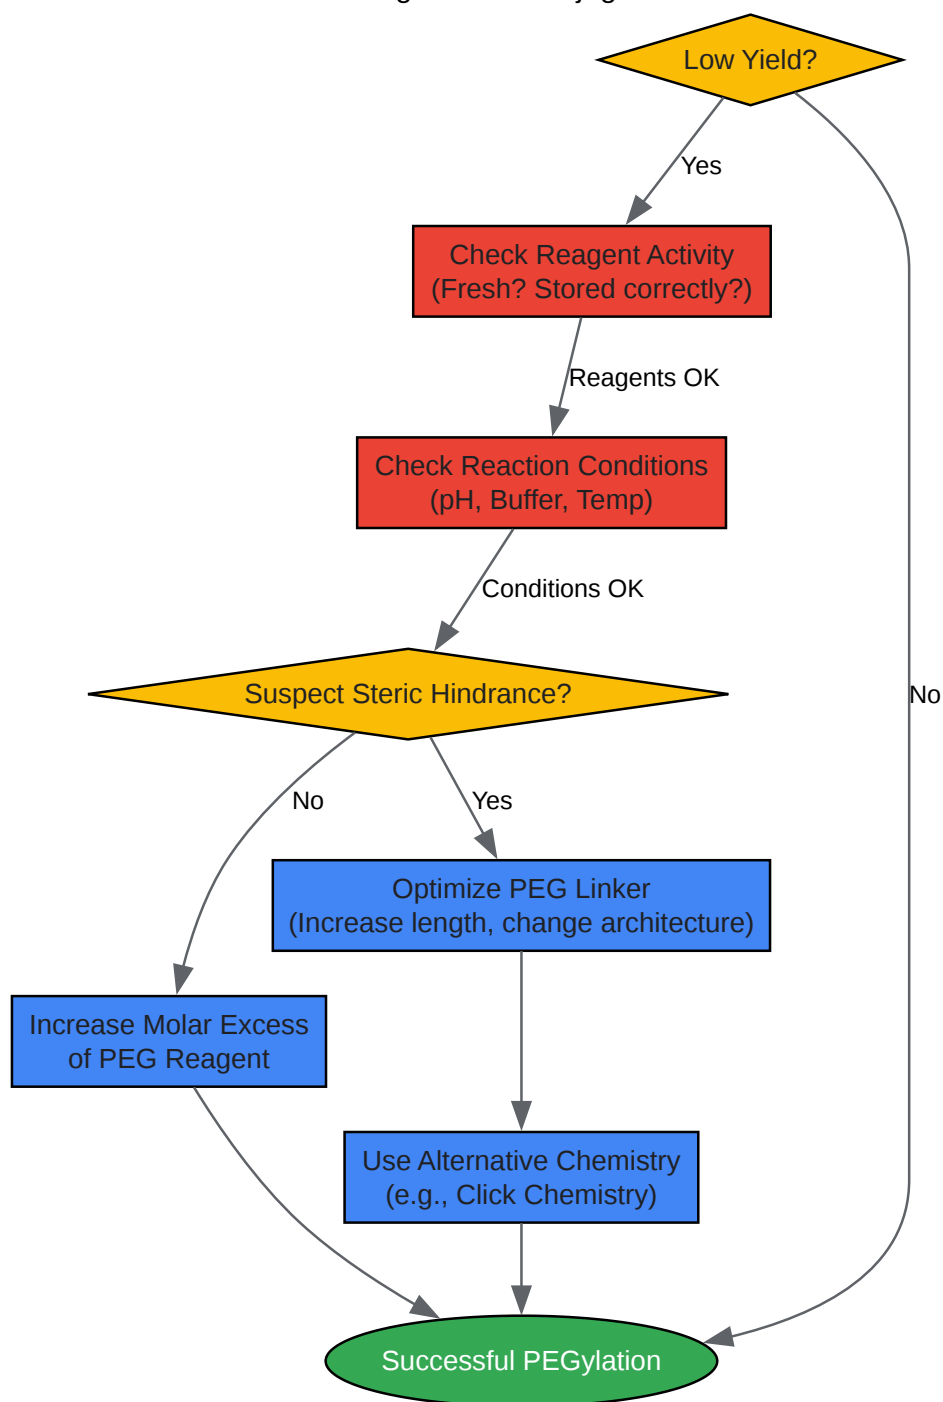 Low Yield?
Yes
Check Reagent Activity
(Fresh? Stored correctly?)
Reagents OK
Check Reaction Conditions
(pH, Buffer, Temp)
Conditions OK
Suspect Steric Hindrance?
No
No
Yes
Optimize PEG Linker
(Increase length, change architecture)
Increase Molar Excess
of PEG Reagent
Use Alternative Chemistry
(e.g., Click Chemistry)
Successful PEGylation